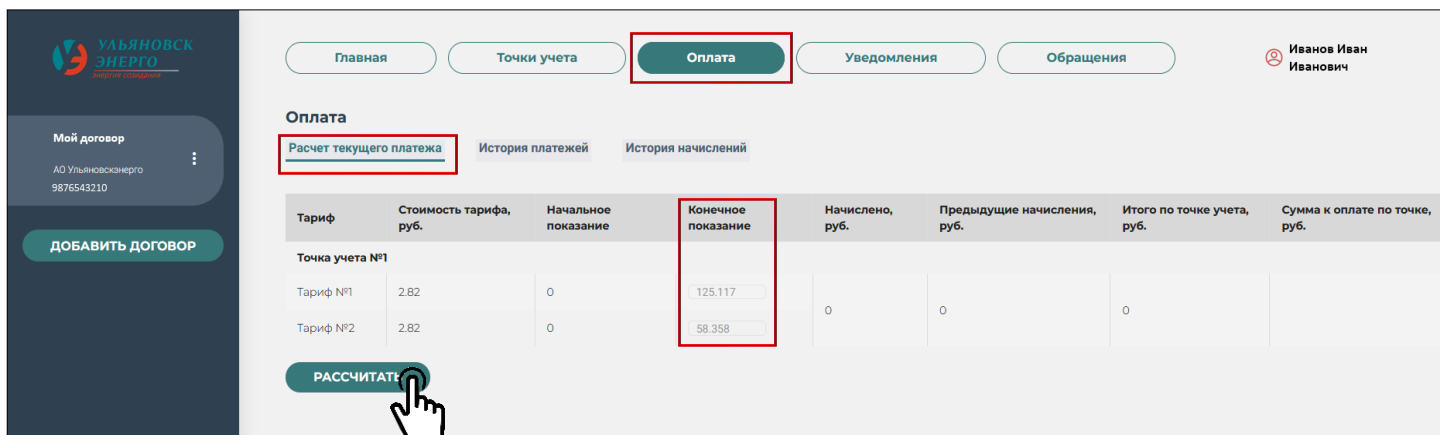 УЛЬЯНОВСК
ЭНЕРГО
энергия созидания
Главная
Точки учета
Оплата
Уведомления
Обращения
Иванов Иван
Иванович
Мой договор
АО Ульяновскэнерго
9876543210
ДОБАВИТЬ ДОГОВОР
Оплата
Расчет текущего платежа
История платежей
История начислений
Тариф
Стоимость тарифа,
руб.
Начальное
показание
Конечное
показание
Начислено,
руб.
Предыдущие начисления,
руб.
Итого по точке учета,
руб.
Сумма к оплате по точке,
руб.
Точка учета №1
Тариф №1 2.82 0 125.117
0 0 0
Тариф №2 2.82 0 58.358
РАССЧИТАТЬ